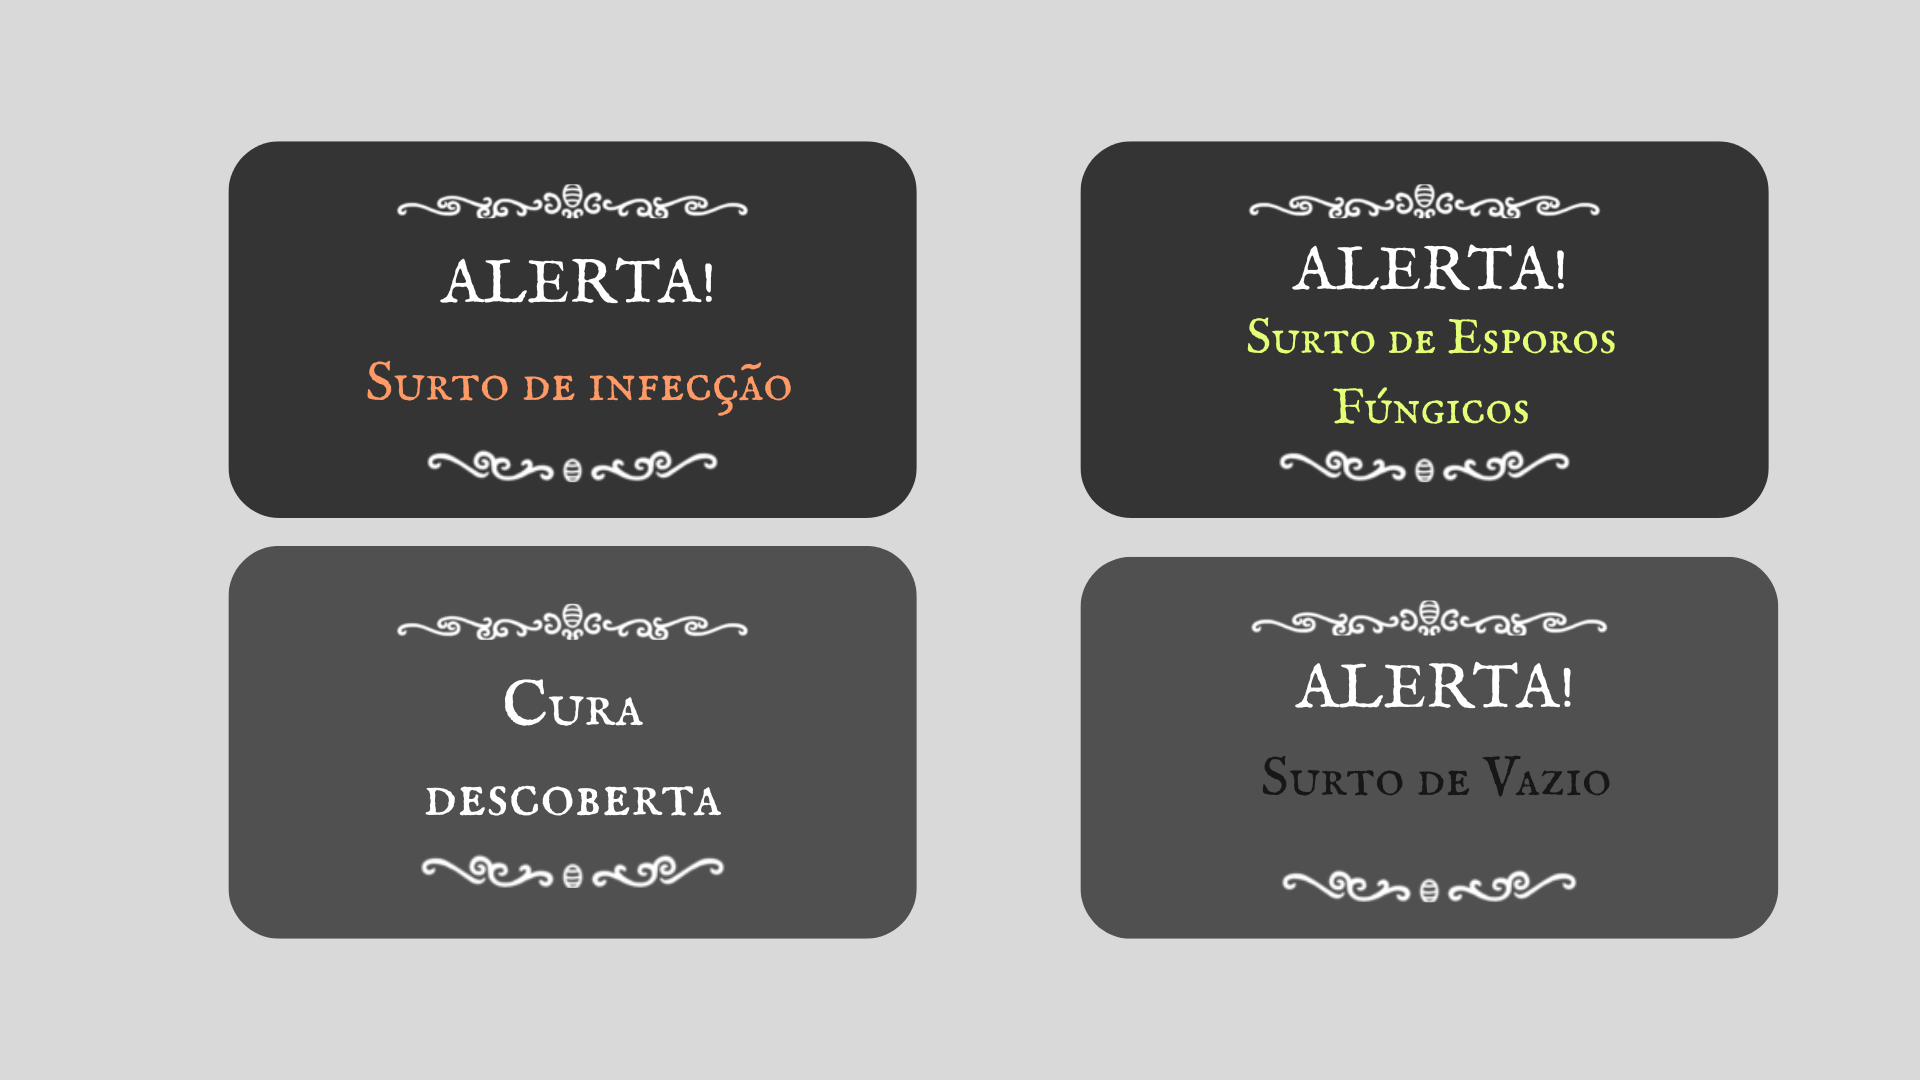 ALERTA!
Surto de infecção
ALERTA!
Surto de Esporos
Fúngicos
Cura
descoberta
ALERTA!
Surto de Vazio